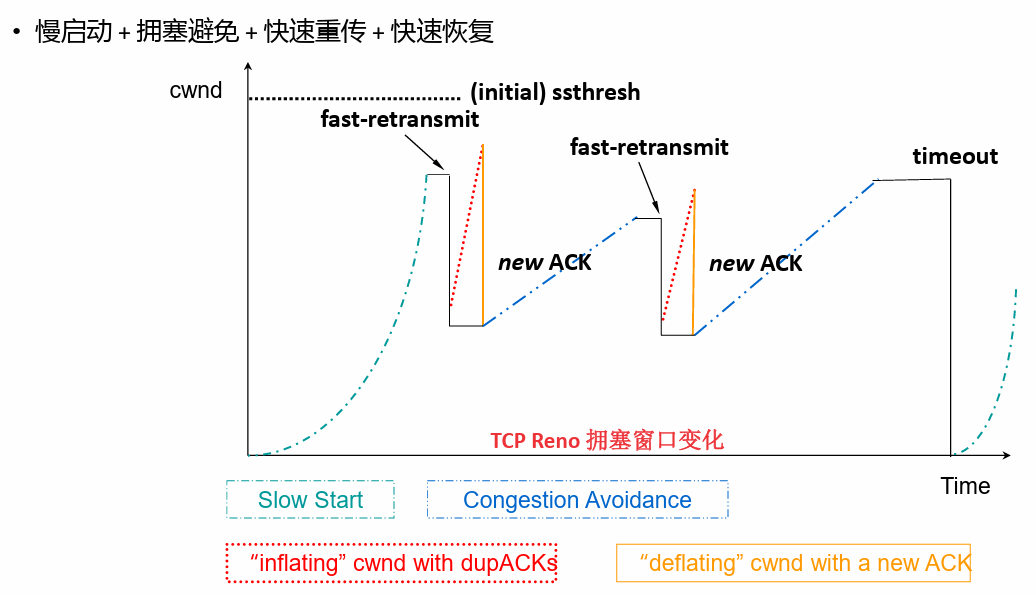 • 慢启动 + 拥塞避免 + 快速重传 + 快速恢复
cwnd
(initial) ssthresh
fast-retransmit
fast-retransmit
timeout
new ACK
new ACK
TCP Reno 拥塞窗口变化
Time
Slow Start
Congestion Avoidance
“inflating” cwnd with dupACKs
“deflating” cwnd with a new ACK